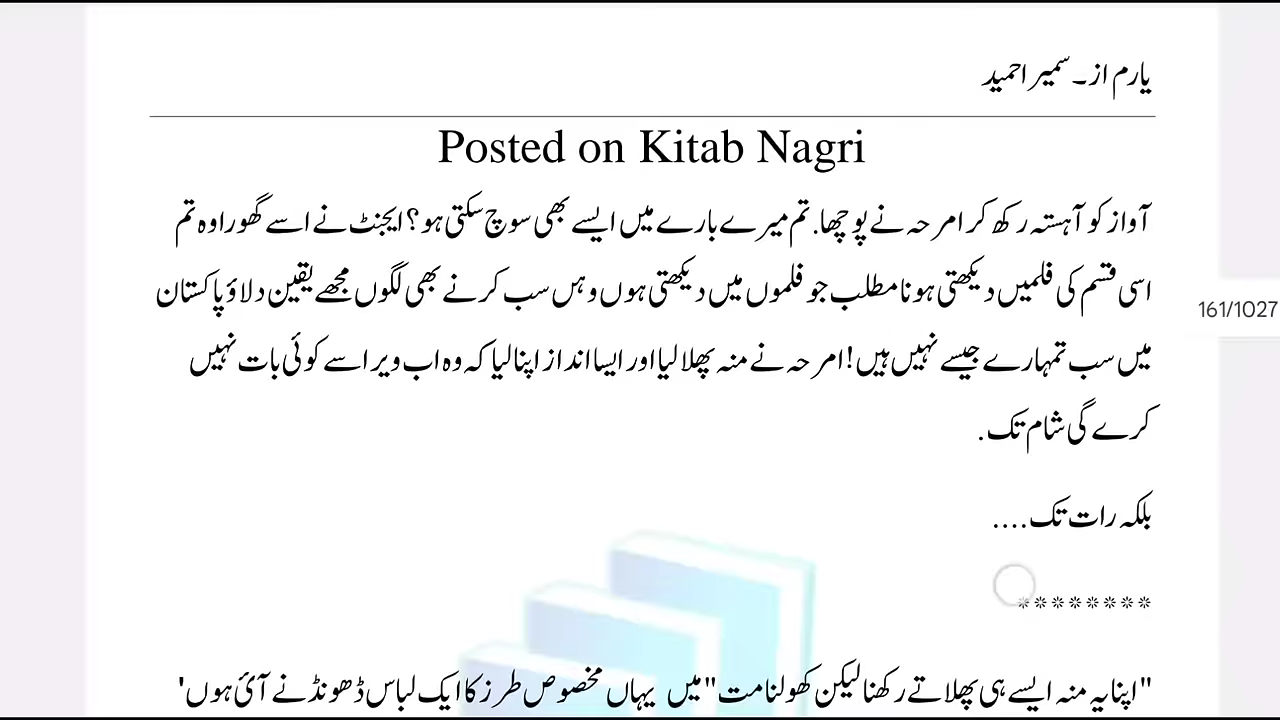 یارم از۔ سمیرا حمید
Posted on Kitab Nagri
آواز کو آہستہ رکھ کر امرحہ نے پوچھا. تم میرے بارے میں ایسے بھی سوچ سکتی ہو؟ ایجنٹ نے اسے گھورا وہ تم
اسی قسم کی فلمیں دیکھتی ہو نا مطلب جو فلموں میں دیکھتی ہوں وہس سب کرنے بھی لگوں مجھے یقین دلاؤ پاکستان
161/1027
میں سب تمہارے جیسے نہیں ہیں! امرحہ نے منہ پھلا لیا اور ایسا انداز اپنا لیا کہ وہ اب ویرا سے کوئی بات نہیں
کرے گی شام تک.
بلکہ رات تک....
********
"اپنا یہ منہ ایسے ہی پھلاتے رکھنا لیکن کھولنا مت" میں یہاں مخصوص طرز کا ایک لباس ڈھونڈنے آئ ہوں'